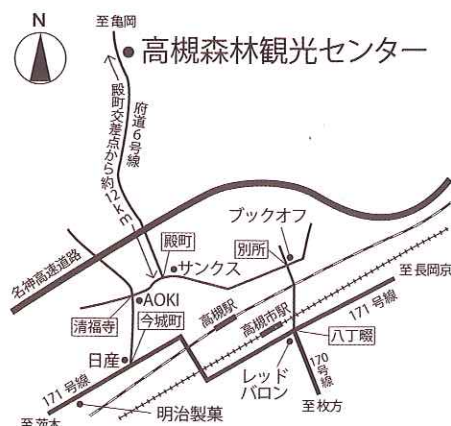 N
至亀岡
高槻森林観光センター
府道6号線
殿町交差点から約12km
ブックオフ
殿町
別所
サンクス
名神高速道路
至長岡京
AOKI
清福寺
高槻駅
171号線
今城町
高槻市駅
八丁畷
日産
レッド
バロン
170号線
171号線
至枚方
明治製菓
至茨木